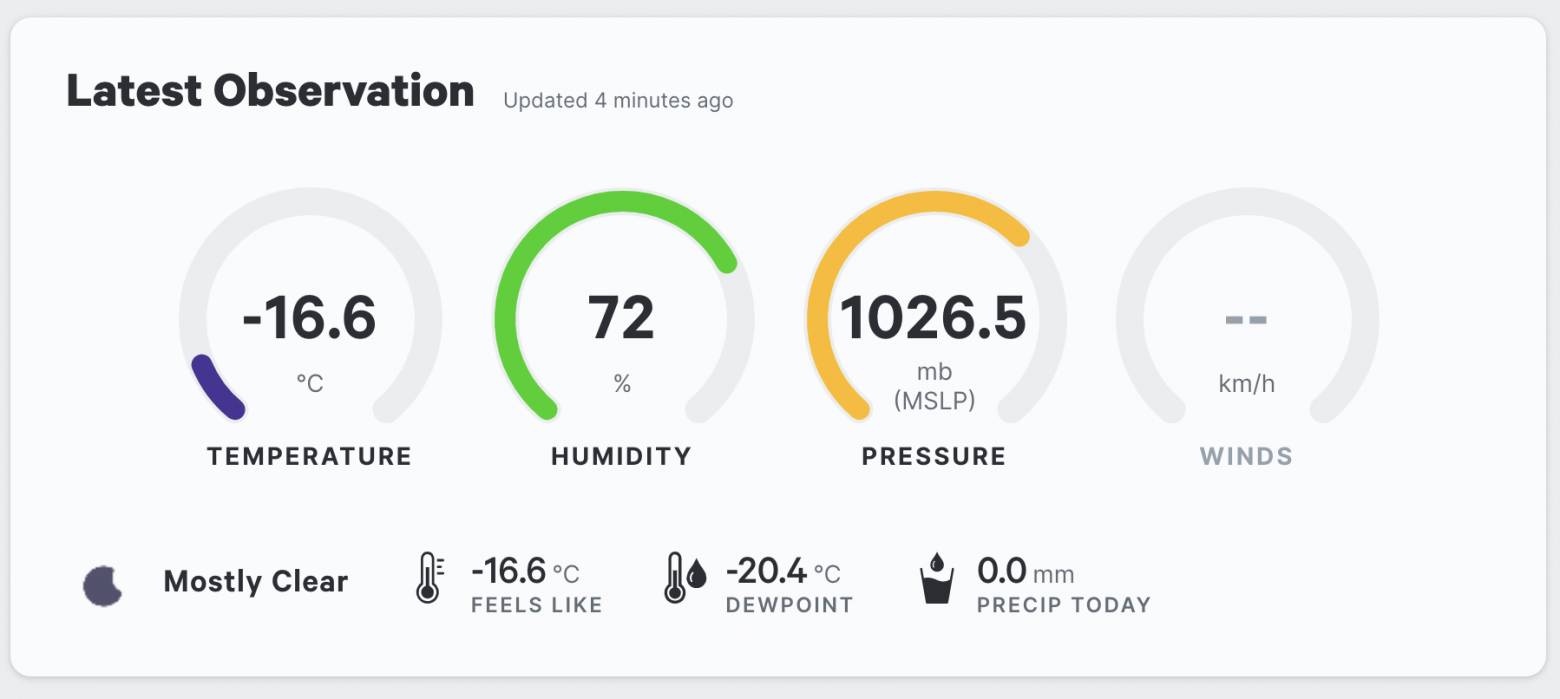 Latest Observation Updated 4 minutes ago
-16.6
°C
TEMPERATURE
72
%
HUMIDITY
1026.5
mb
(MSLP)
PRESSURE
--
km/h
WINDS
Mostly Clear
-16.6 °C
FEELS LIKE
-20.4 °C
DEWPOINT
0.0 mm
PRECIP TODAY